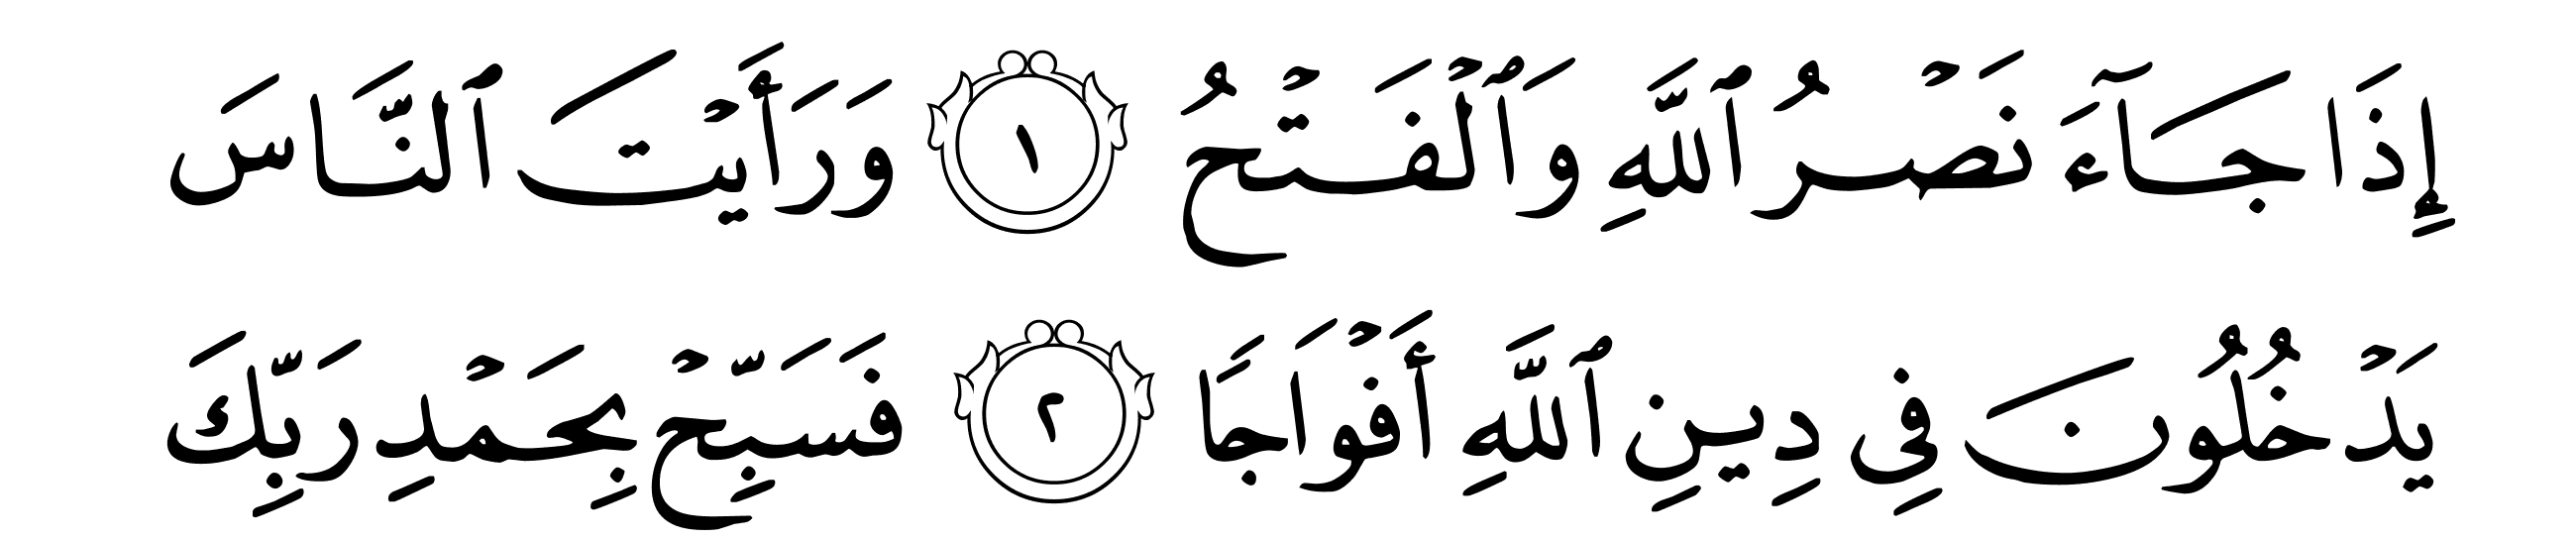 إِذَا جَآءَ نَصْرُ ٱللَّهِ وَٱلْفَتْحُ ١ وَرَأَيْتَ ٱلنَّاسَ
يَدْخُلُونَ فِي دِينِ ٱللَّهِ أَفْوَاجًا ٢ فَسَبِّحْ بِحَمْدِ رَبِّكَ